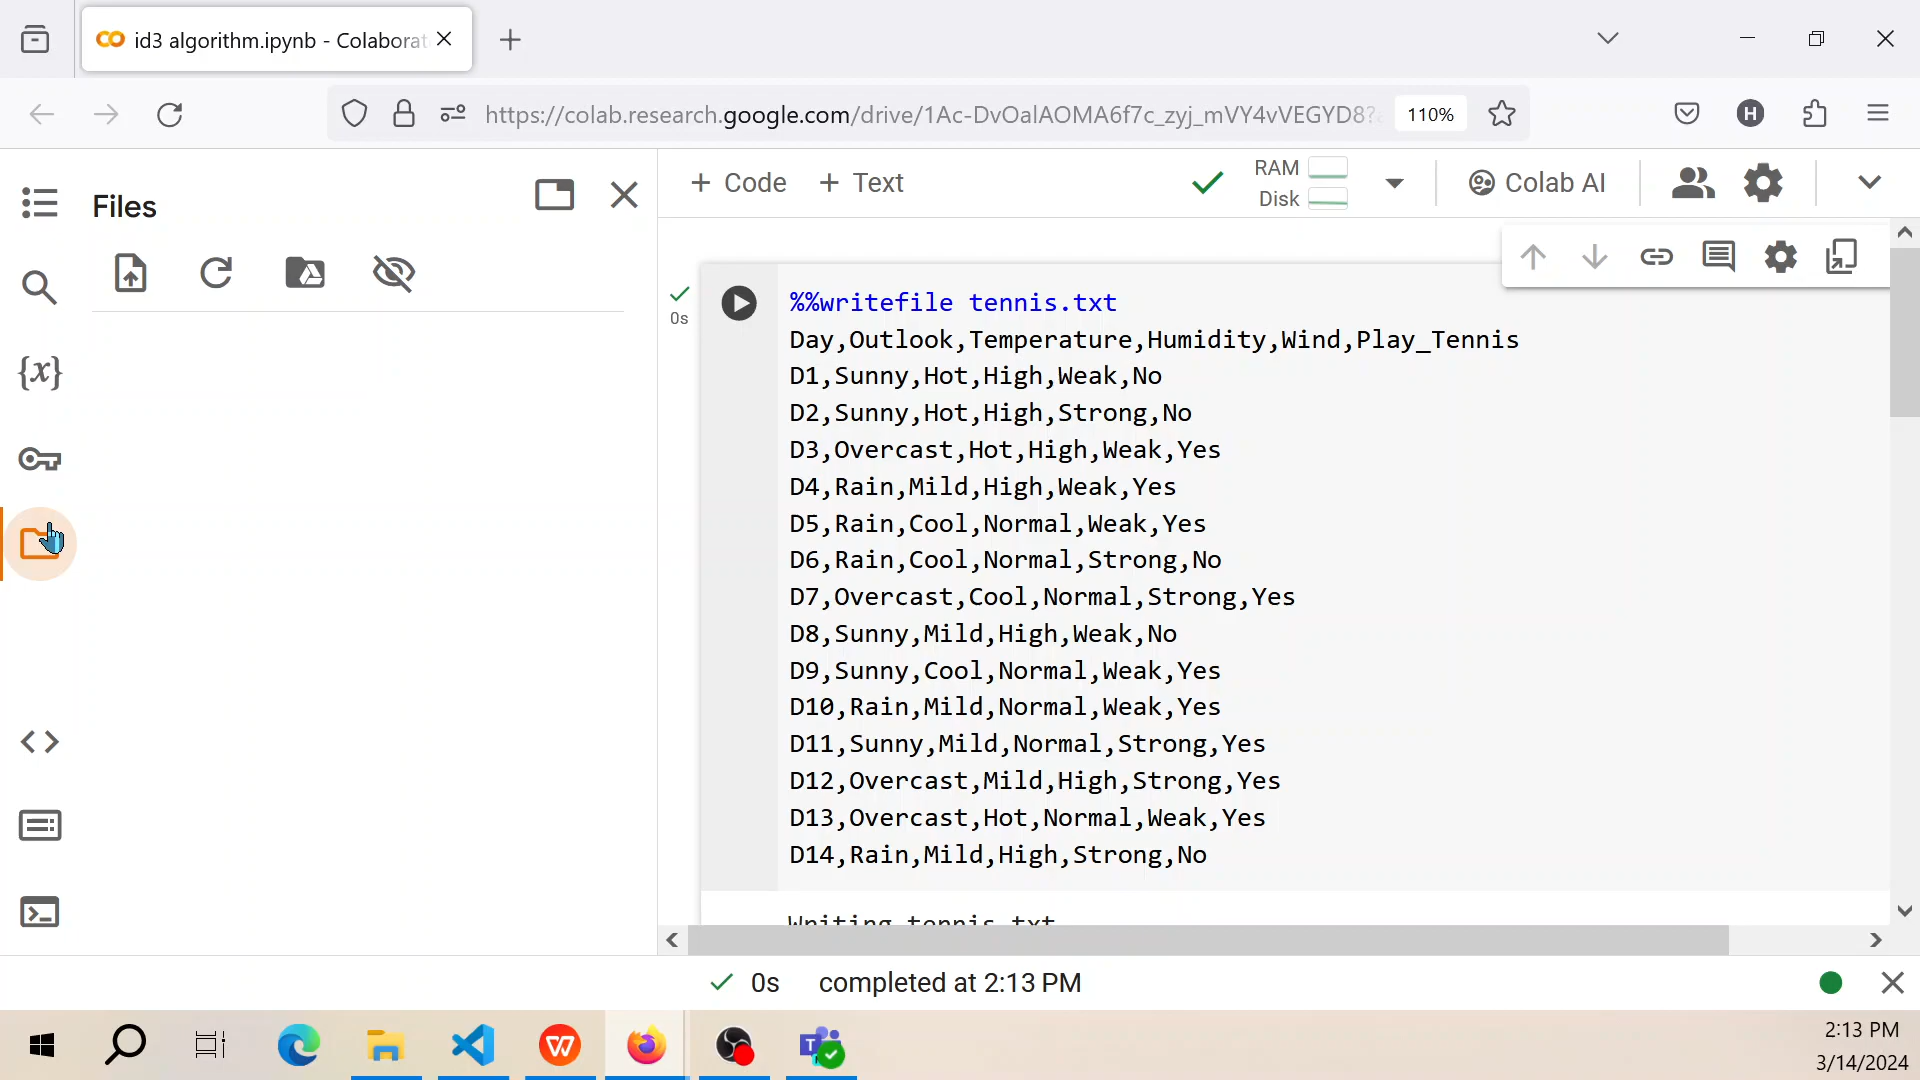 id3 algorithm.ipynb - Colaborat
https://colab.research.google.com/drive/1Ac-DvOalAOMA6f7c_zyj_mVY4vVEGYD8?
110%
H
Files
+ Code
+ Text
RAM
Disk
Colab AI
{x}
0s
%%writefile tennis.txt
Day,Outlook,Temperature,Humidity,Wind,Play_Tennis
D1,Sunny,Hot,High,Weak,No
D2,Sunny,Hot,High,Strong,No
D3,Overcast,Hot,High,Weak,Yes
D4,Rain,Mild,High,Weak,Yes
D5,Rain,Cool,Normal,Weak,Yes
D6,Rain,Cool,Normal,Strong,No
D7,Overcast,Cool,Normal,Strong,Yes
D8,Sunny,Mild,High,Weak,No
D9,Sunny,Cool,Normal,Weak,Yes
D10,Rain,Mild,Normal,Weak,Yes
D11,Sunny,Mild,Normal,Strong,Yes
D12,Overcast,Mild,High,Strong,Yes
D13,Overcast,Hot,Normal,Weak,Yes
D14,Rain,Mild,High,Strong,No
Writing tennis.txt
0s completed at 2:13 PM
2:13 PM
3/14/2024